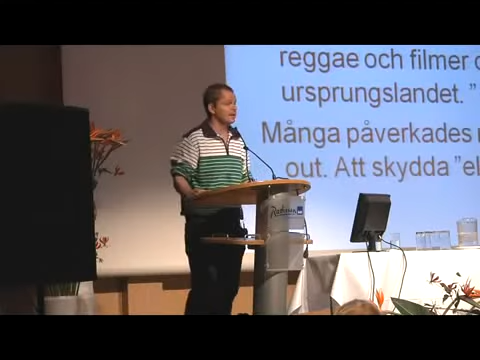 reggae och filmer
ursprungslandet."
Många påverkades
out. Att skydda "el
Radisson